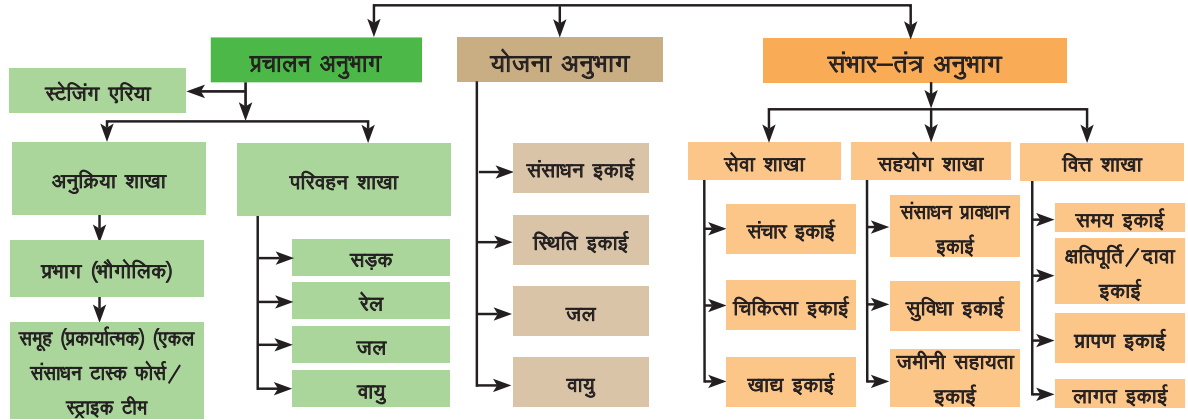 प्रचालन अनुभाग
योजना अनुभाग
संभार–तंत्र अनुभाग
स्टेजिंग एरिया
अनुक्रिया शाखा
प्रभाग (भौगोलिक)
समूह (प्रकार्यात्मक) (एकल
संसाधन टास्क फोर्स/
स्ट्राइक टीम
परिवहन शाखा
सड़क
रेल
जल
वायु
संसाधन इकाई
स्थिति इकाई
जल
वायु
सेवा शाखा
संचार इकाई
चिकित्सा इकाई
खाद्य इकाई
सहयोग शाखा
संसाधन प्रावधान
इकाई
सुविधा इकाई
जमीनी सहायता
इकाई
वित्त शाखा
समय इकाई
क्षतिपूर्ति/दावा
इकाई
प्रापण इकाई
लागत इकाई